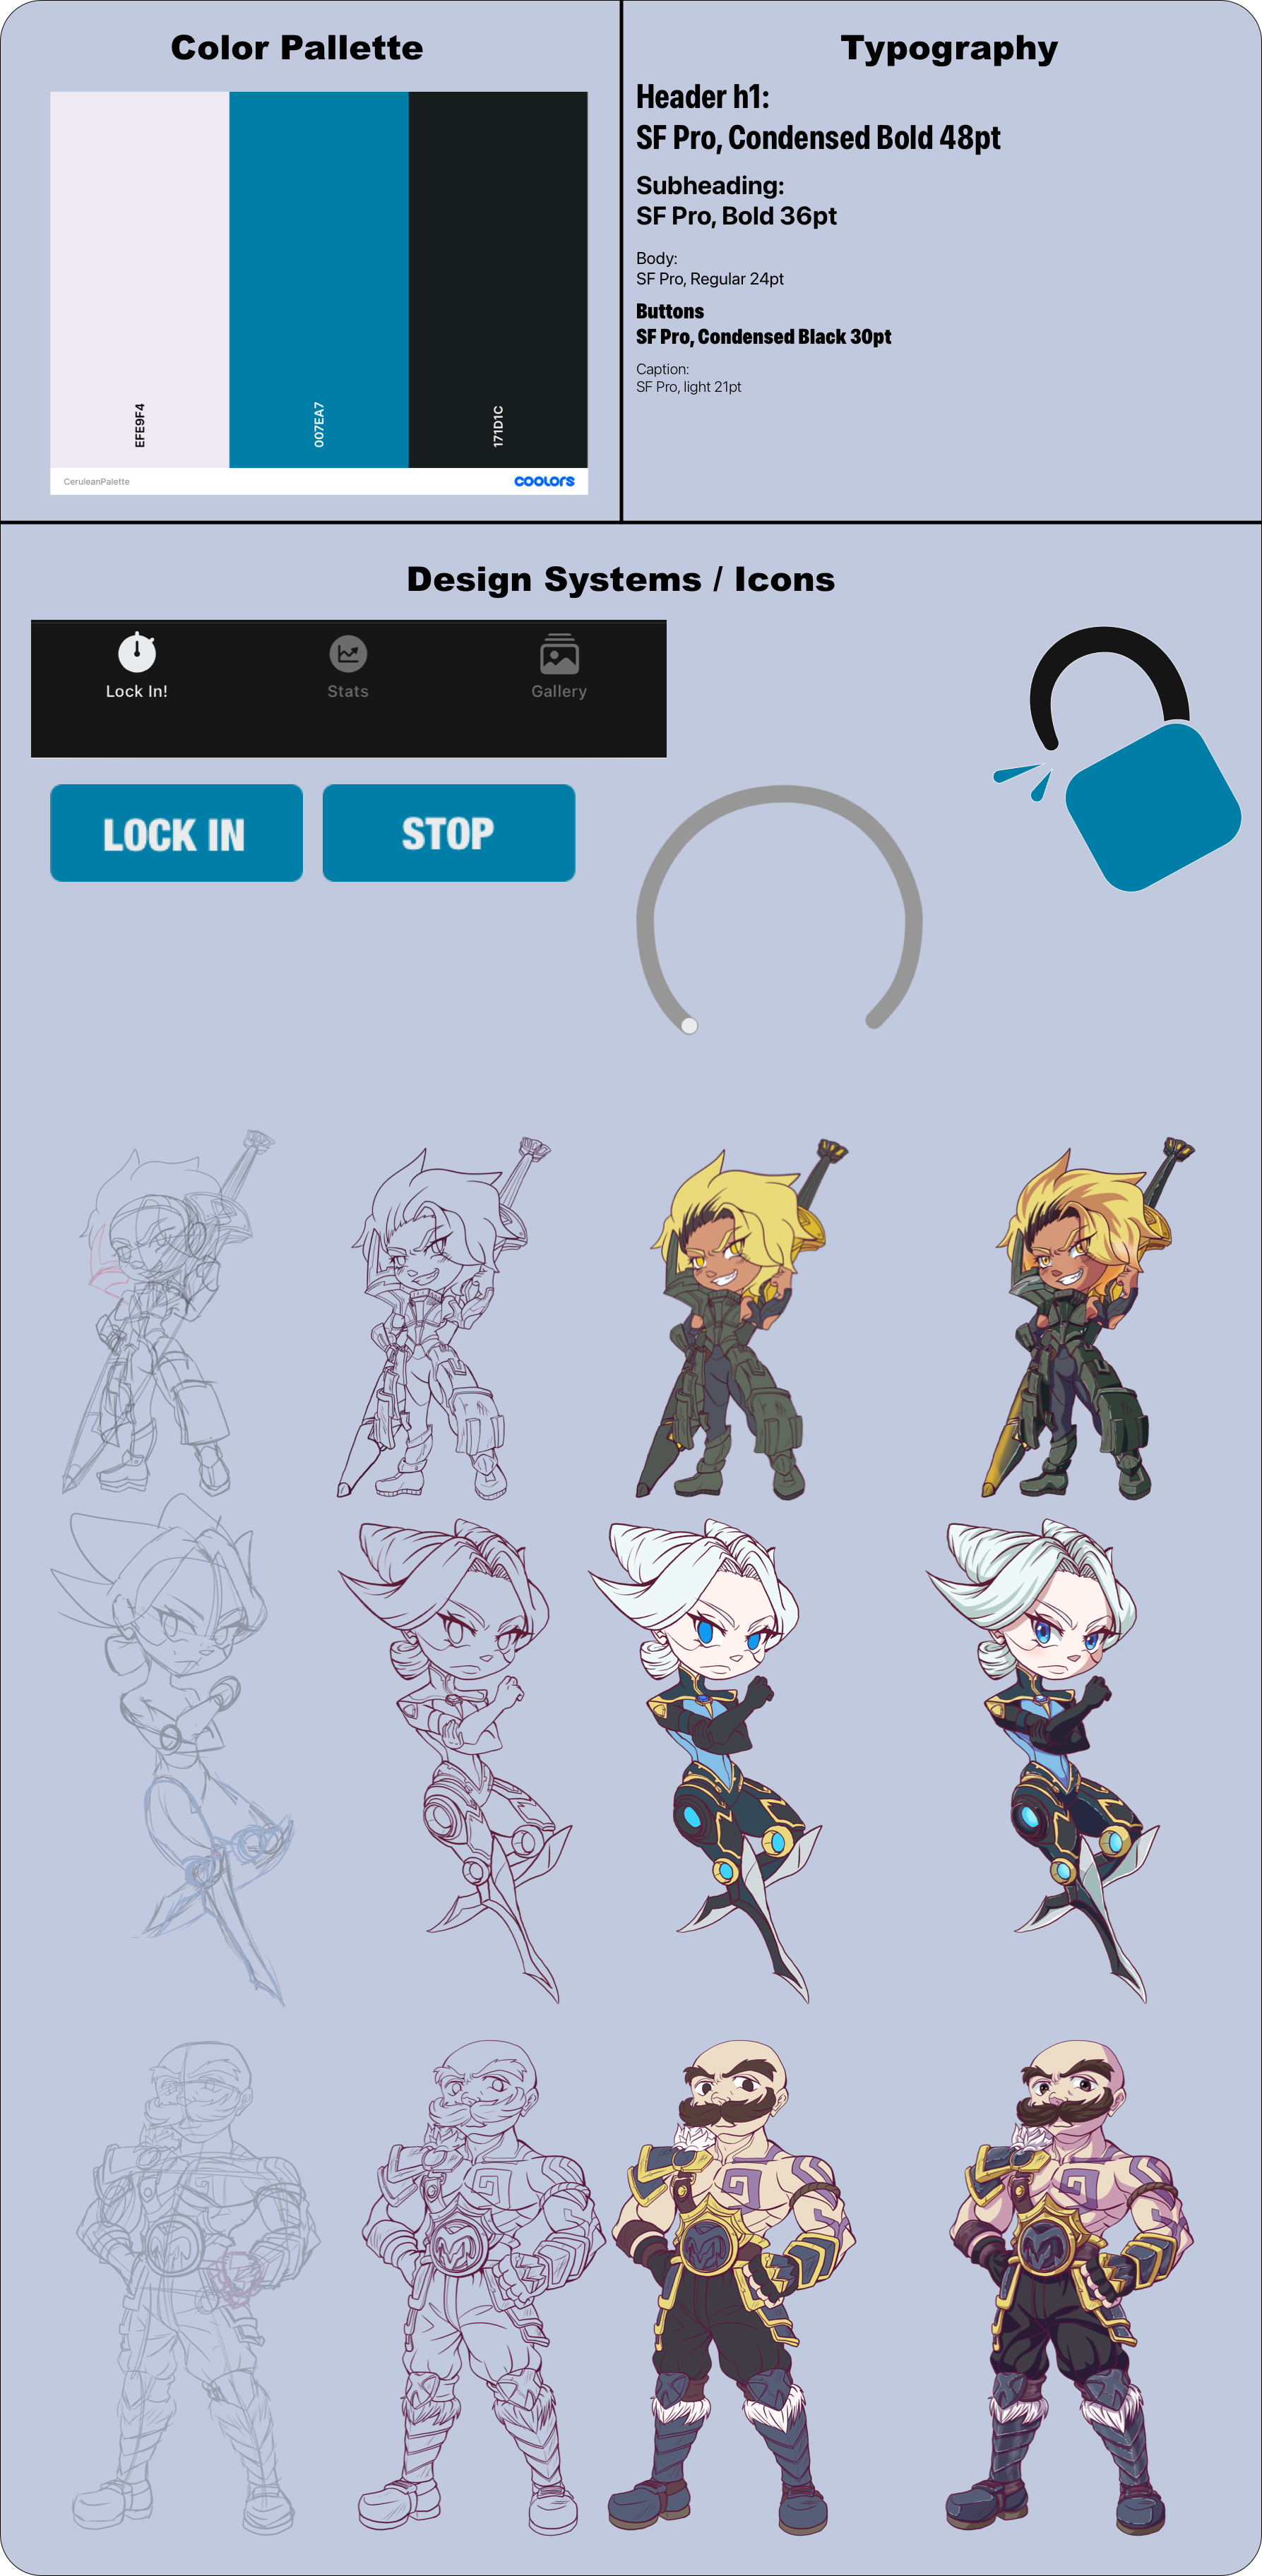 Color Pallette
EFE9F4
007EA7
171D1C
CeruleanPalette
coolors
Typography
Header h1:
SF Pro, Condensed Bold 48pt
Subheading:
SF Pro, Bold 36pt
Body:
SF Pro, Regular 24pt
Buttons
SF Pro, Condensed Black 30pt
Caption:
SF Pro, light 21pt
Design Systems / Icons
Lock In!
Stats
Gallery
LOCK IN
STOP